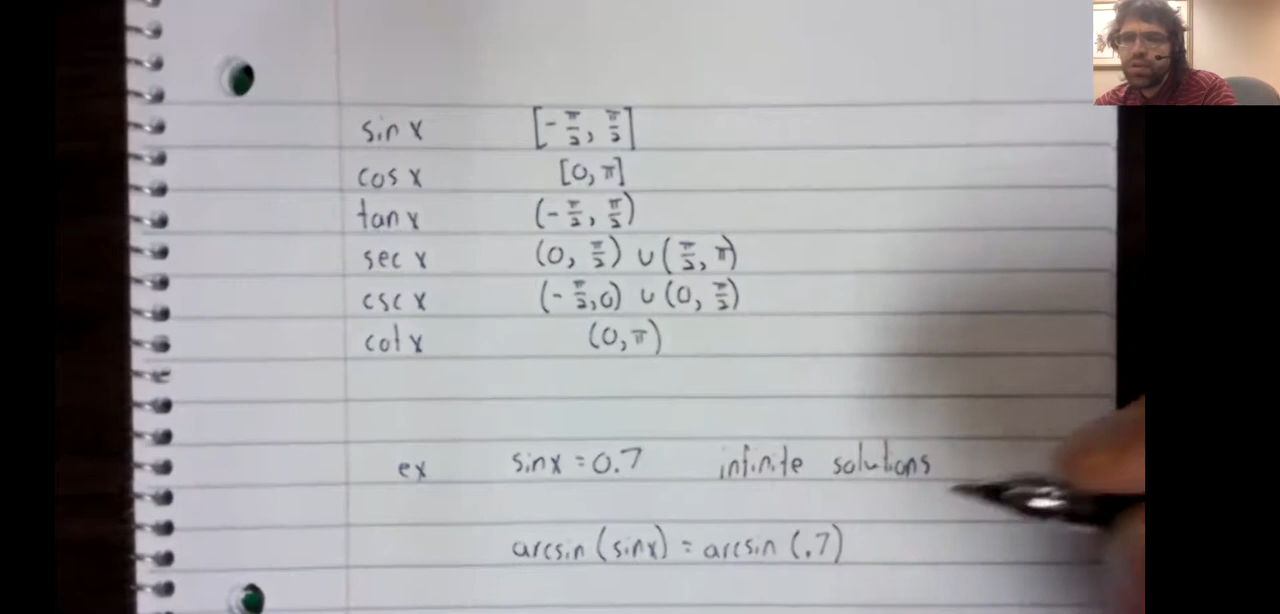 sin x [-π/2, π/2]
cos x [0, π]
tan x (-π/2, π/2)
sec x (0, π/2) ∪ (π/2, π)
csc x (-π/2, 0) ∪ (0, π/2)
cot x (0, π)
ex sin x = 0.7 infinite solutions
arcsin (sin x) = arcsin (.7)